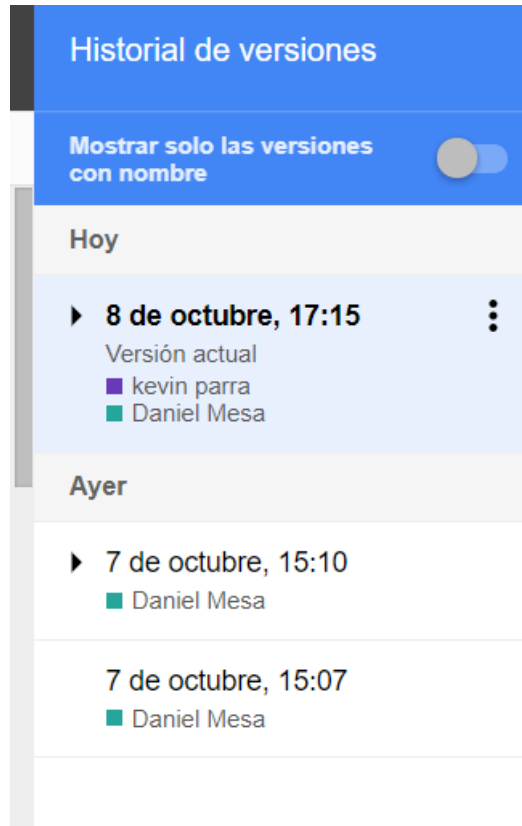 Historial de versiones
Mostrar solo las versiones
con nombre
Hoy
8 de octubre, 17:15
Versión actual
kevin parra
Daniel Mesa
Ayer
7 de octubre, 15:10
Daniel Mesa
7 de octubre, 15:07
Daniel Mesa